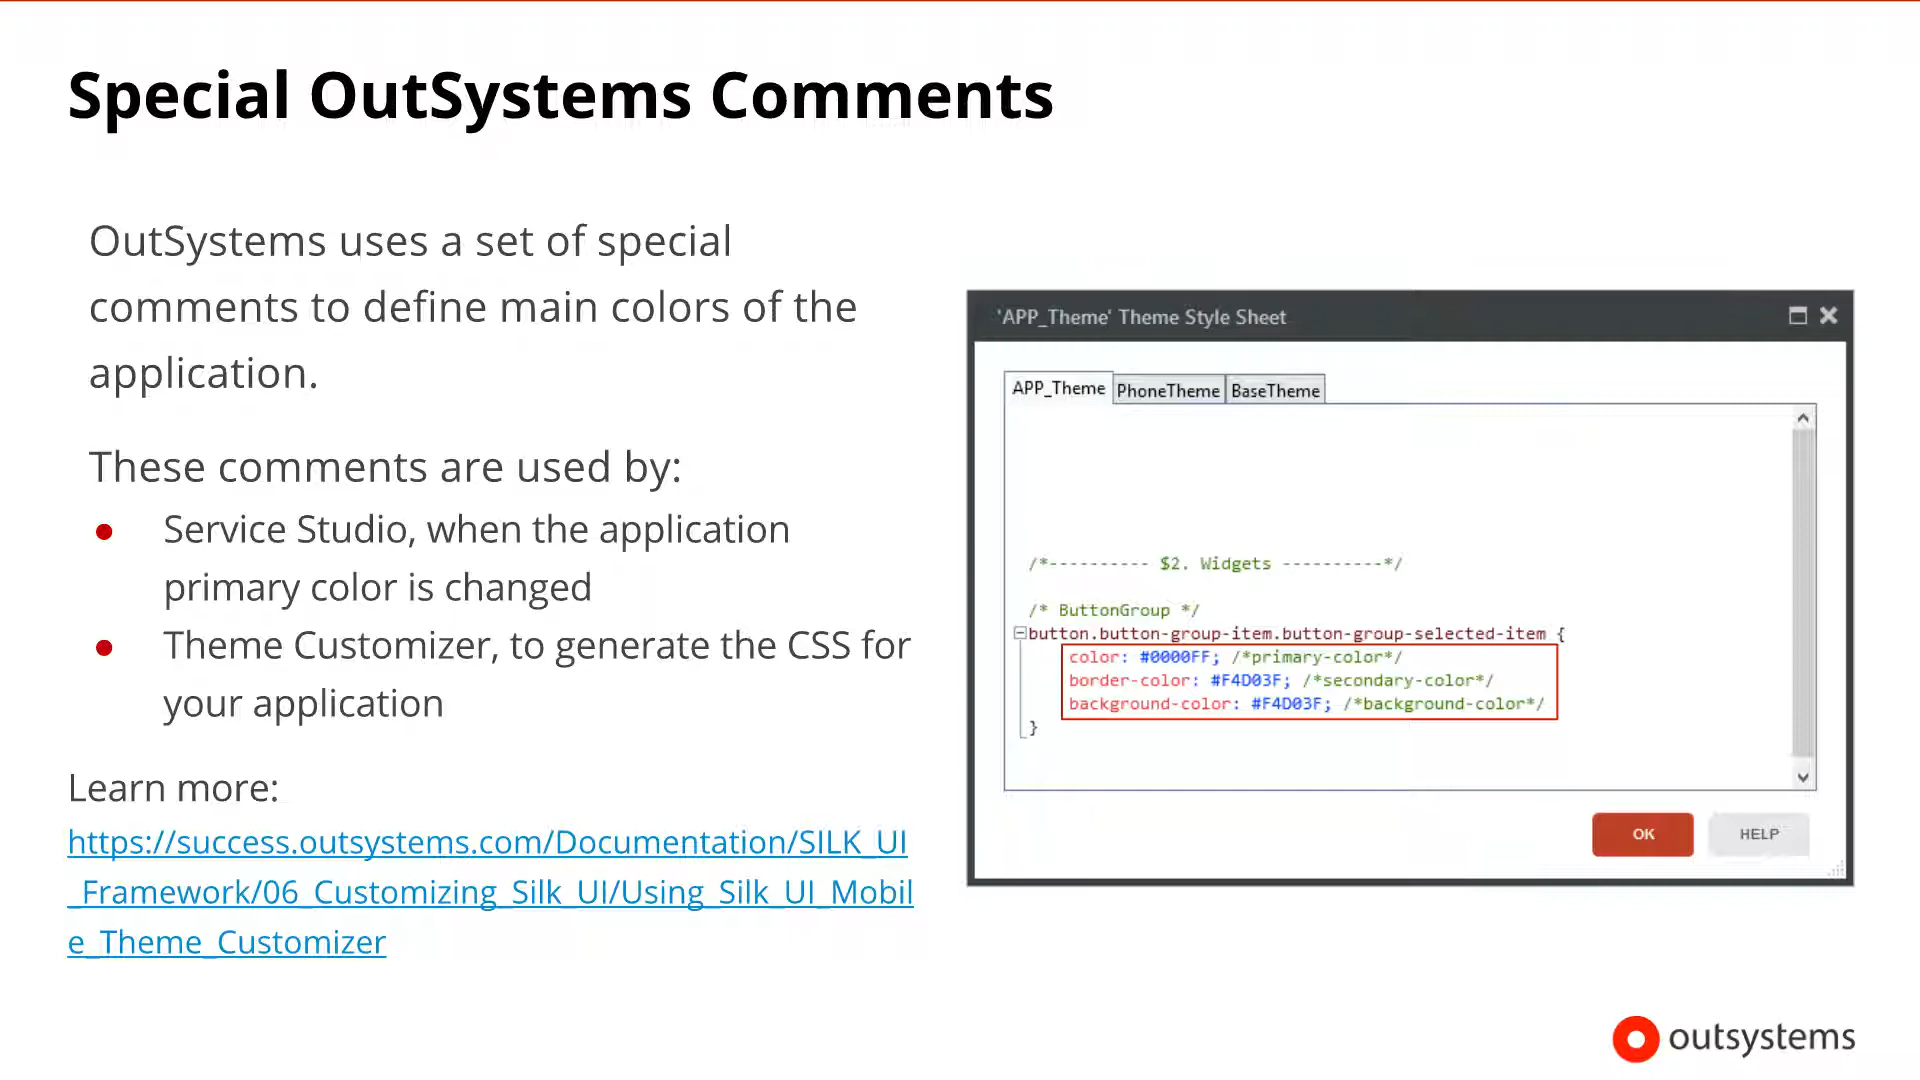 Special OutSystems Comments
OutSystems uses a set of special
comments to define main colors of the
application.
These comments are used by:
● Service Studio, when the application
primary color is changed
● Theme Customizer, to generate the CSS for
your application
Learn more:
https://success.outsystems.com/Documentation/SILK_UI
_Framework/06_Customizing_Silk_UI/Using_Silk_UI_Mobil
e_Theme_Customizer
'APP_Theme' Theme Style Sheet
APP_Theme PhoneTheme BaseTheme
/*---------- $2. Widgets ----------*/
/* ButtonGroup */
button.button-group-item.button-group-selected-item {
color: #0000FF; /*primary-color*/
border-color: #F4D03F; /*secondary-color*/
background-color: #F4D03F; /*background-color*/
}
OK HELP
outsystems